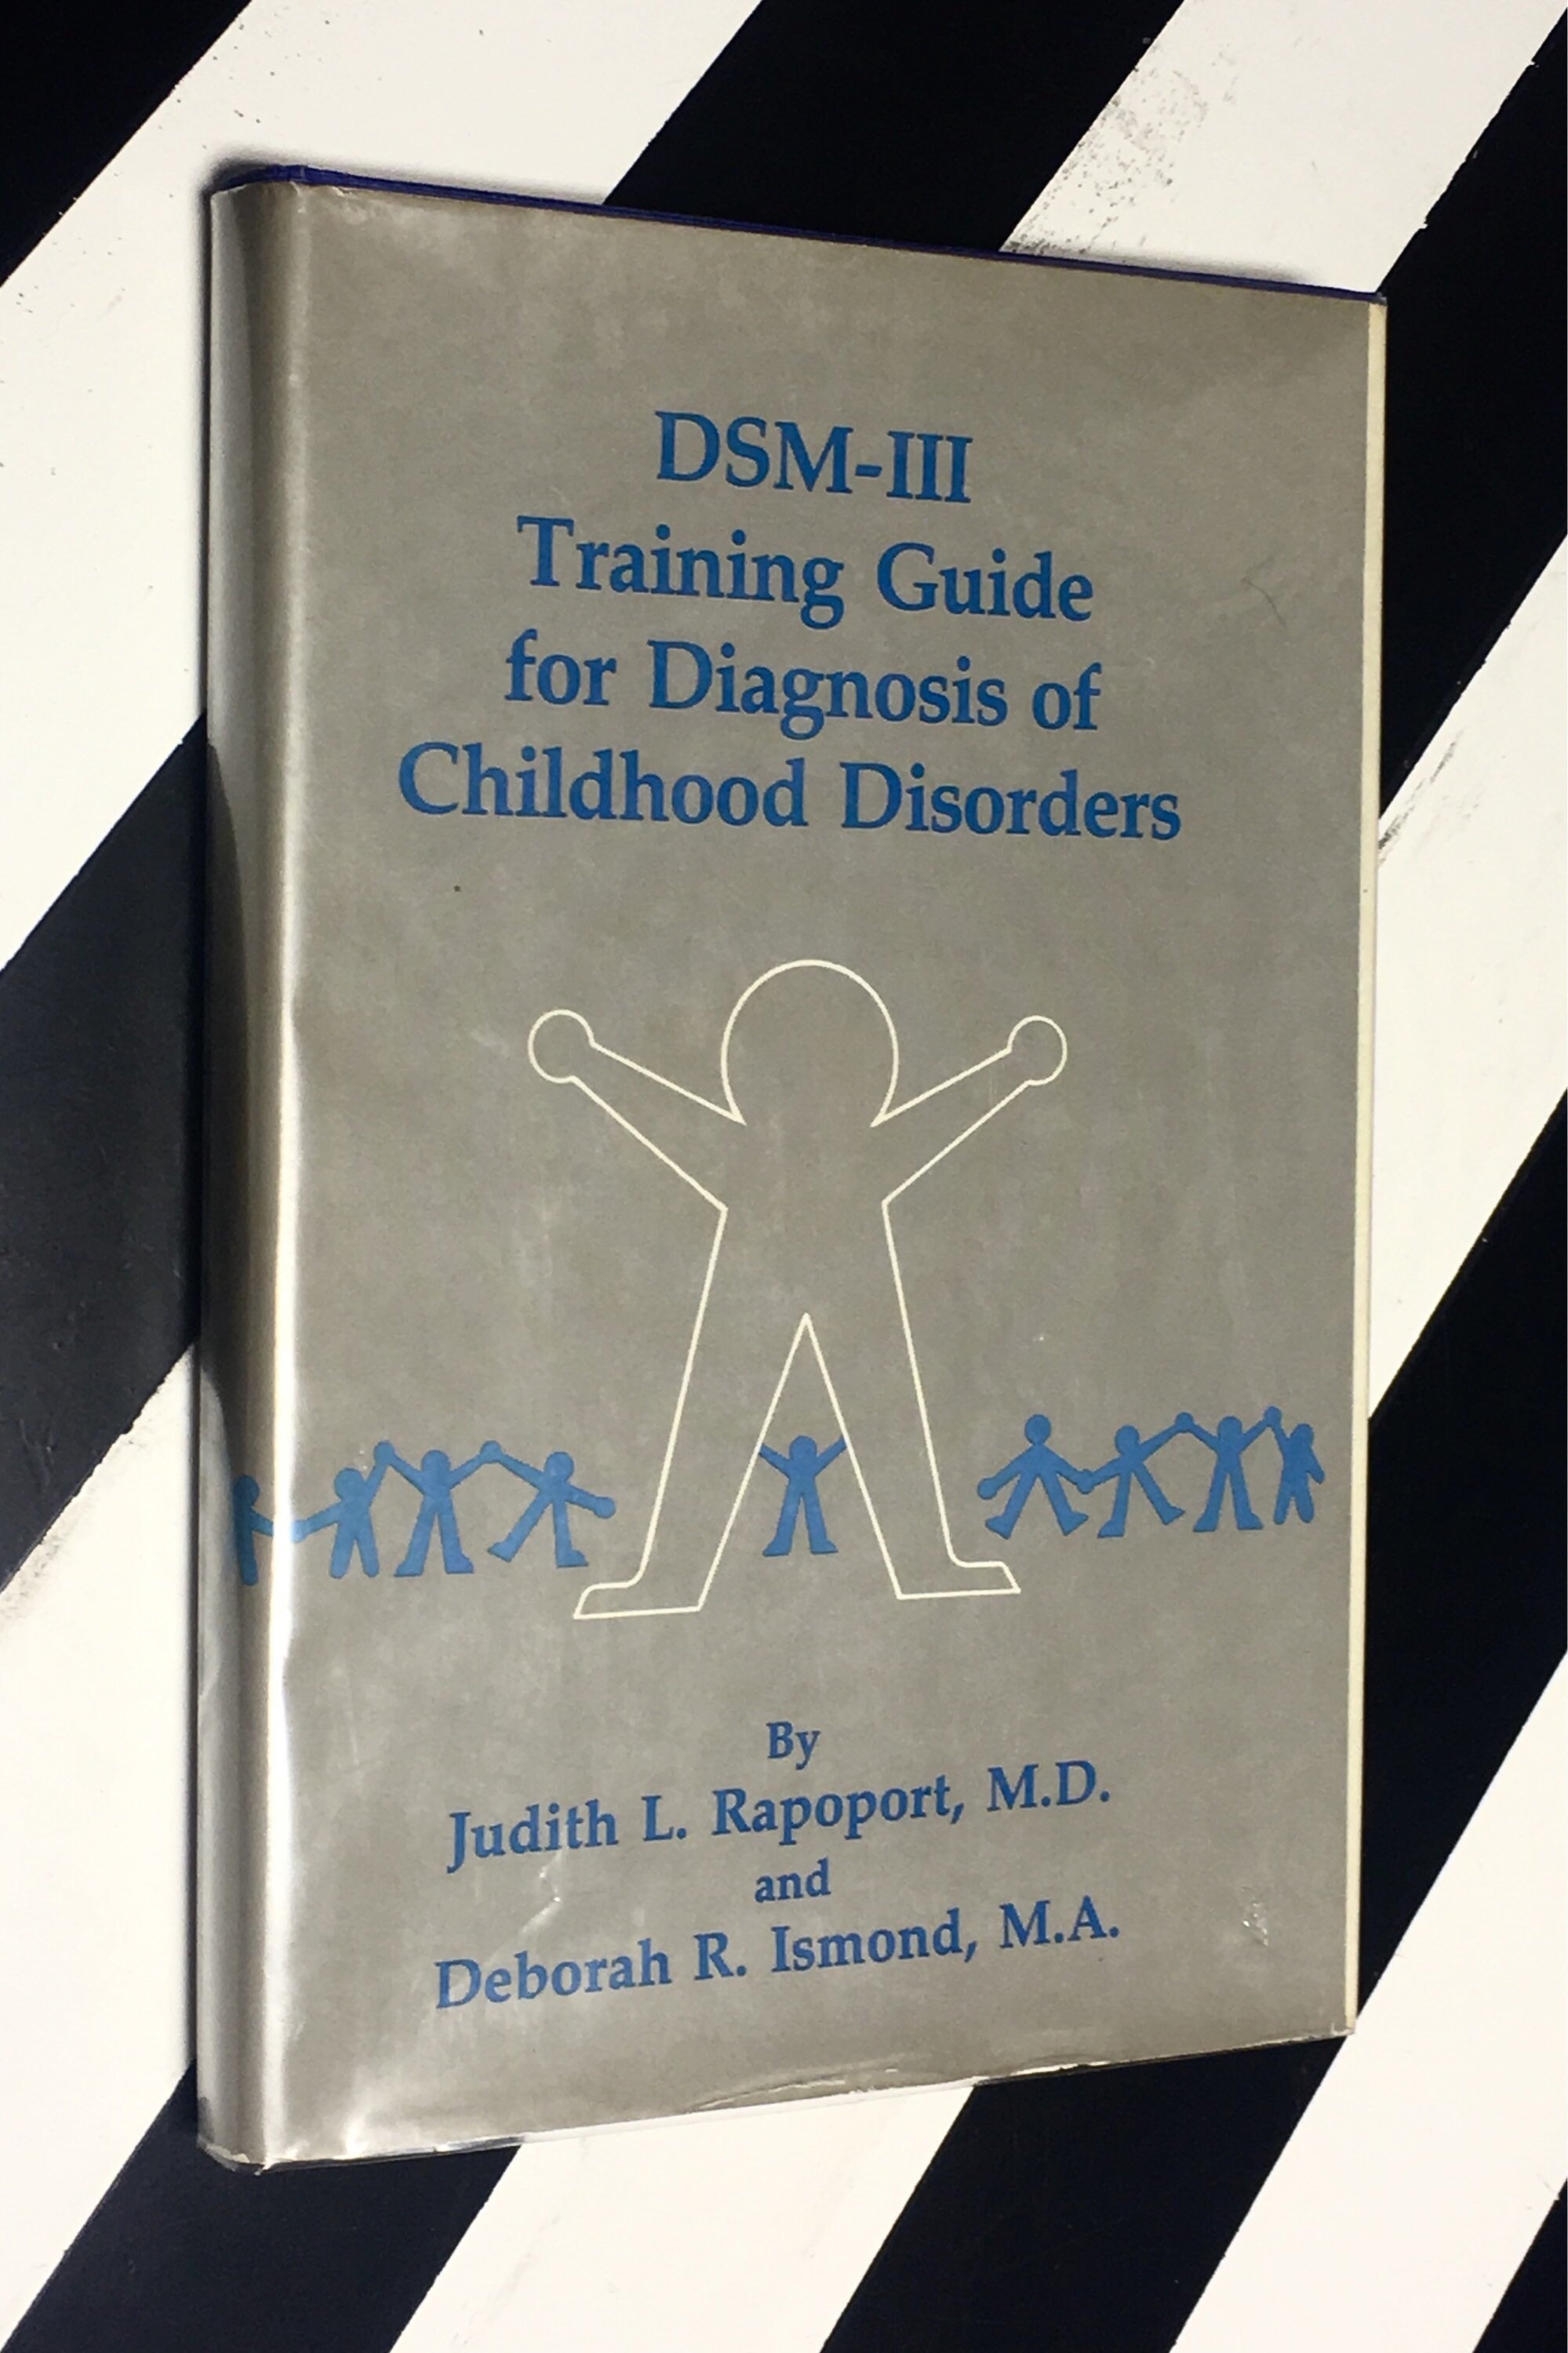 DSM-III
Training Guide
for Diagnosis of
Childhood Disorders
By
Judith L. Rapoport, M.D.
and
Deborah R. Ismond, M.A.